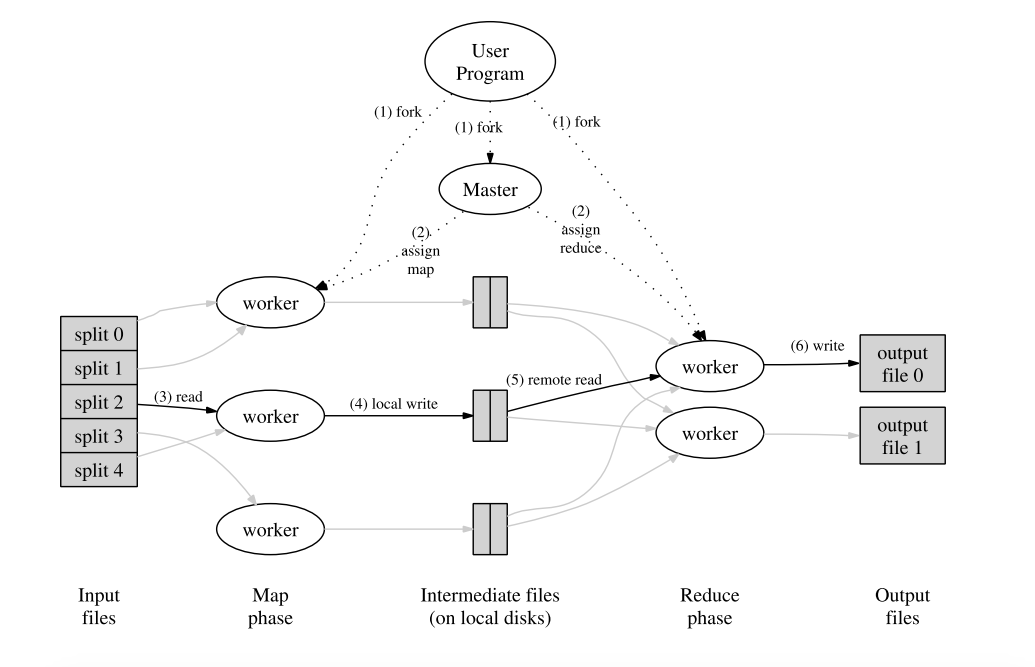 User
Program
(1) fork
(1) fork
(1) fork
Master
(2)
assign
map
(2)
assign
reduce
worker
split 0
split 1
split 2
split 3
split 4
(3) read
worker
(4) local write
(5) remote read
worker
worker
worker
(6) write
output
file 0
output
file 1
Input
files
Map
phase
Intermediate files
(on local disks)
Reduce
phase
Output
files